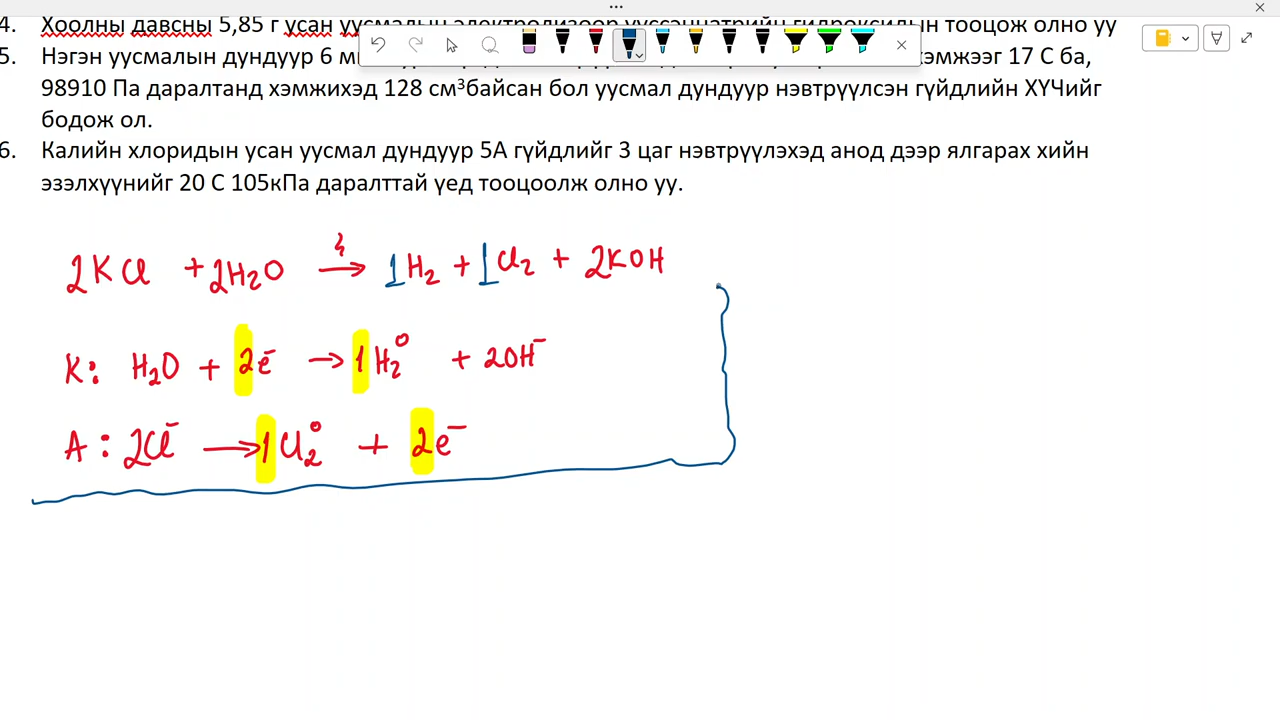 4. Хоолны давсны 5,85 г усан уусмалын электролизоор үүссэн натрийн гидроксидын тооцож олно уу
5. Нэгэн уусмалын дундуур 6 хэмжээг 17 С ба,
98910 Па даралтанд хэмжихэд 128 см³байсан бол уусмал дундуур нэвтрүүлсэн гүйдлийн ХҮЧийг
бодож ол.
6. Калийн хлоридын усан уусмал дундуур 5А гүйдлийг 3 цаг нэвтрүүлэхэд анод дээр ялгарах хийн
эзэлхүүнийг 20 С 105кПа даралттай үед тооцоолж олно уу.
2KCl + 2H₂O → 1H₂ + 1Cl₂ + 2KOH
K: H₂O + 2e⁻ → 1H₂⁰ + 2OH⁻
A: 2Cl⁻ → 1Cl₂⁰ + 2e⁻